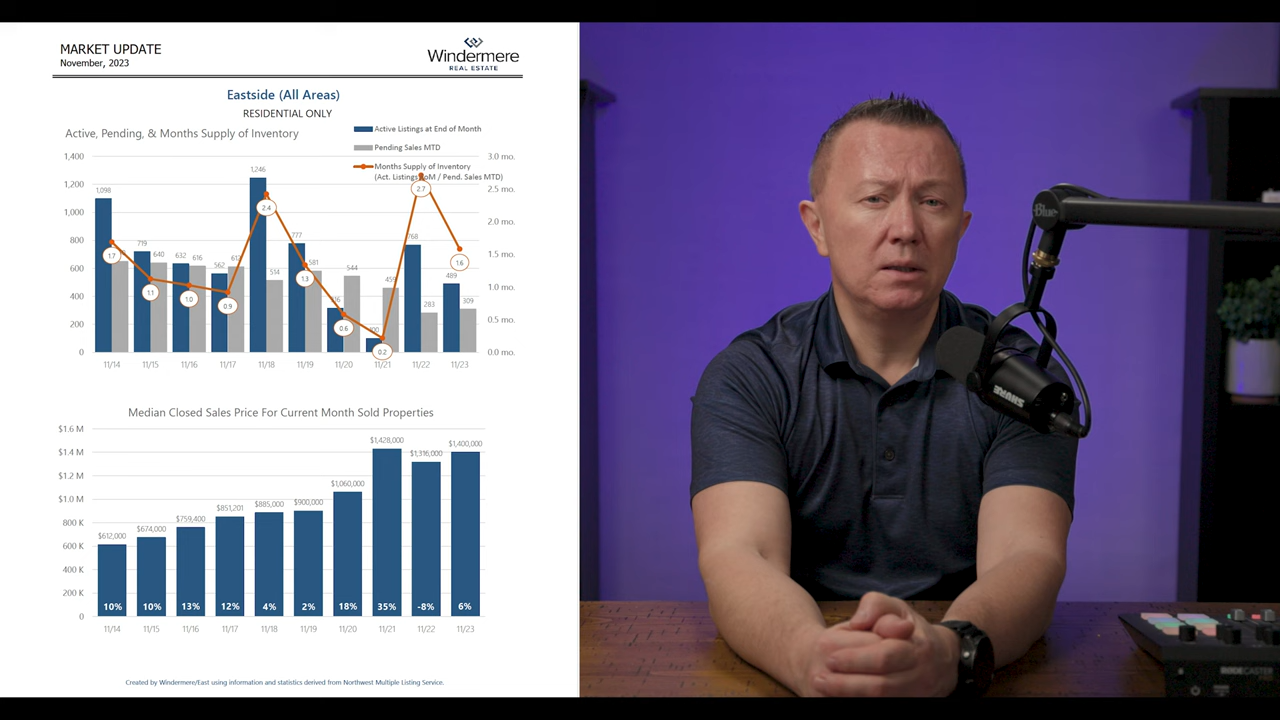 MARKET UPDATE
November, 2023
Windermere
REAL ESTATE
Eastside (All Areas)
RESIDENTIAL ONLY
Active, Pending, & Months Supply of Inventory
Active Listings at End of Month
Pending Sales MTD
Months Supply of Inventory
(Act. Listings EoM / Pend. Sales MTD)
1,400
1,200
1,000
800
600
400
200
0
3.0 mo.
2.5 mo.
2.0 mo.
1.5 mo.
1.0 mo.
0.5 mo.
0.0 mo.
1,098
719
640
632
616
562
1,246
514
777
581
544
768
283
489
309
1.7
1.1
1.0
0.9
2.4
1.3
0.6
0.2
2.7
1.6
11/14 11/15 11/16 11/17 11/18 11/19 11/20 11/21 11/22 11/23
Median Closed Sales Price For Current Month Sold Properties
$1.6 M
$1.4 M
$1.2 M
$1.0 M
800 K
600 K
400 K
200 K
0
$612,000
$674,000
$759,400
$851,201
$885,000
$900,000
$1,060,000
$1,428,000
$1,316,000
$1,400,000
10% 10% 13% 12% 4% 2% 18% 35% -8% 6%
11/14 11/15 11/16 11/17 11/18 11/19 11/20 11/21 11/22 11/23
Created by Windermere/East using information and statistics derived from Northwest Multiple Listing Service.
Blue
SHURE